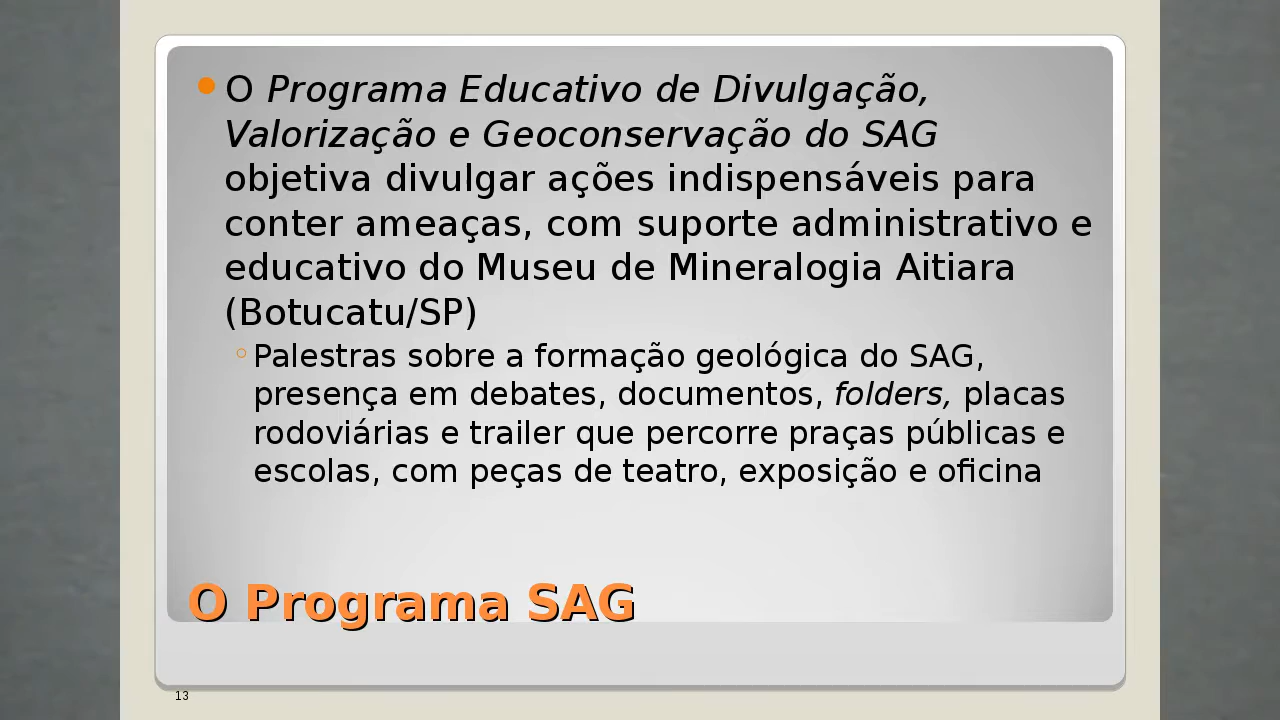 O Programa Educativo de Divulgação,
Valorização e Geoconservação do SAG
objetiva divulgar ações indispensáveis para
conter ameaças, com suporte administrativo e
educativo do Museu de Mineralogia Aitiara
(Botucatu/SP)
Palestras sobre a formação geológica do SAG,
presença em debates, documentos, folders, placas
rodoviárias e trailer que percorre praças públicas e
escolas, com peças de teatro, exposição e oficina
O Programa SAG
13